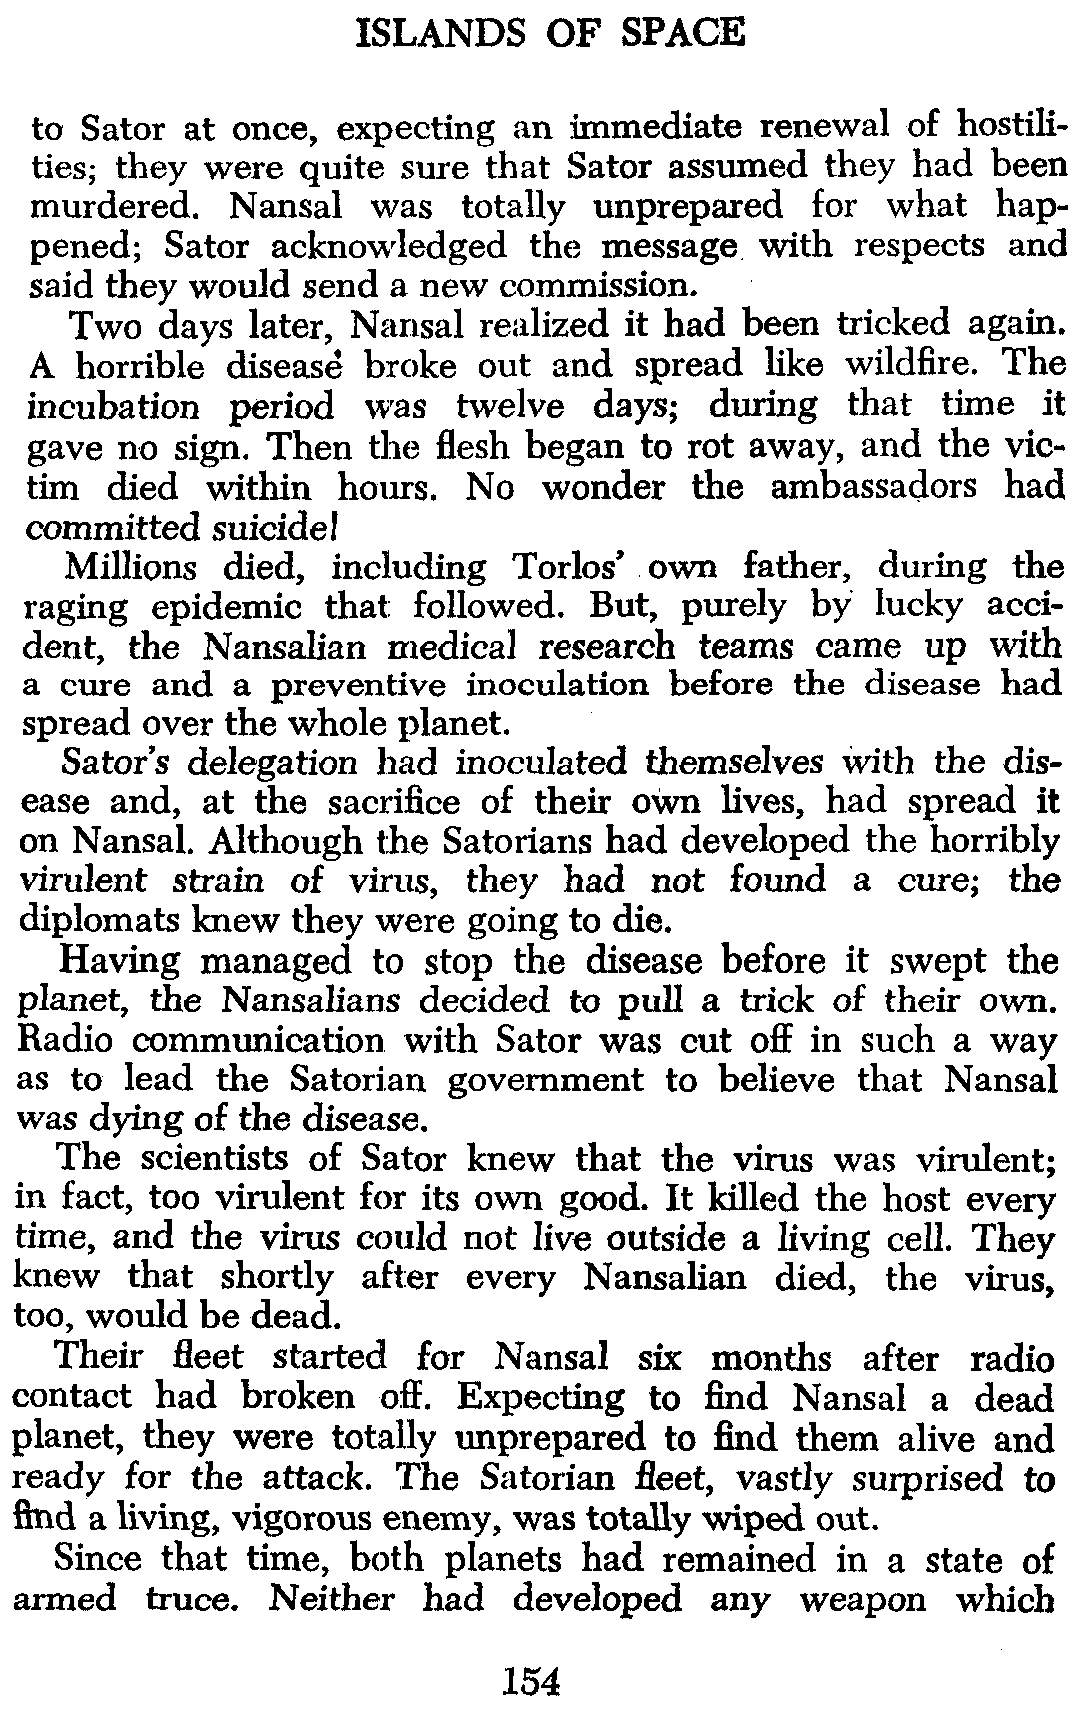 ISLANDS OF SPACE
to Sator at once, expecting an immediate renewal of hostili-
ties; they were quite sure that Sator assumed they had been
murdered. Nansal was totally unprepared for what hap-
pened; Sator acknowledged the message with respects and
said they would send a new commission.
Two days later, Nansal realized it had been tricked again.
A horrible disease broke out and spread like wildfire. The
incubation period was twelve days; during that time it
gave no sign. Then the flesh began to rot away, and the vic-
tim died within hours. No wonder the ambassadors had
committed suicide!
Millions died, including Torlos' own father, during the
raging epidemic that followed. But, purely by lucky acci-
dent, the Nansalian medical research teams came up with
a cure and a preventive inoculation before the disease had
spread over the whole planet.
Sator's delegation had inoculated themselves with the dis-
ease and, at the sacrifice of their own lives, had spread it
on Nansal. Although the Satorians had developed the horribly
virulent strain of virus, they had not found a cure; the
diplomats knew they were going to die.
Having managed to stop the disease before it swept the
planet, the Nansalians decided to pull a trick of their own.
Radio communication with Sator was cut off in such a way
as to lead the Satorian government to believe that Nansal
was dying of the disease.
The scientists of Sator knew that the virus was virulent;
in fact, too virulent for its own good. It killed the host every
time, and the virus could not live outside a living cell. They
knew that shortly after every Nansalian died, the virus,
too, would be dead.
Their fleet started for Nansal six months after radio
contact had broken off. Expecting to find Nansal a dead
planet, they were totally unprepared to find them alive and
ready for the attack. The Satorian fleet, vastly surprised to
find a living, vigorous enemy, was totally wiped out.
Since that time, both planets had remained in a state of
armed truce. Neither had developed any weapon which
154